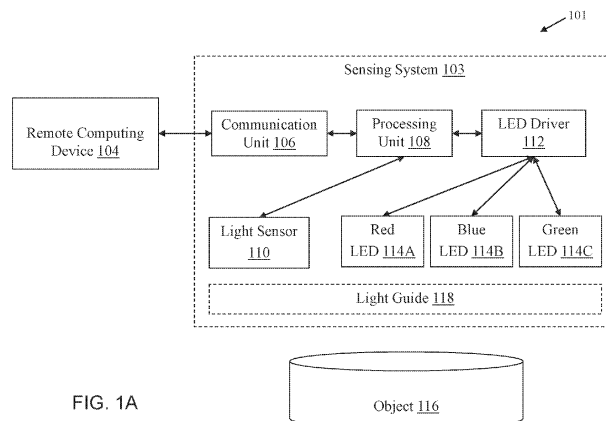 101
Sensing System 103
Remote Computing
Device 104
Communication
Unit 106
Processing
Unit 108
LED Driver
112
Light Sensor
110
Red
LED 114A
Blue
LED 114B
Green
LED 114C
Light Guide 118
Object 116
FIG. 1A